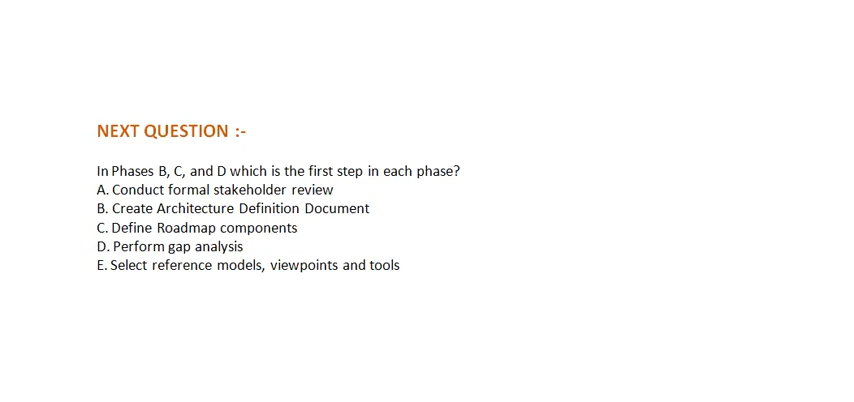 NEXT QUESTION :-
In Phases B, C, and D which is the first step in each phase?
A. Conduct formal stakeholder review
B. Create Architecture Definition Document
C. Define Roadmap components
D. Perform gap analysis
E. Select reference models, viewpoints and tools